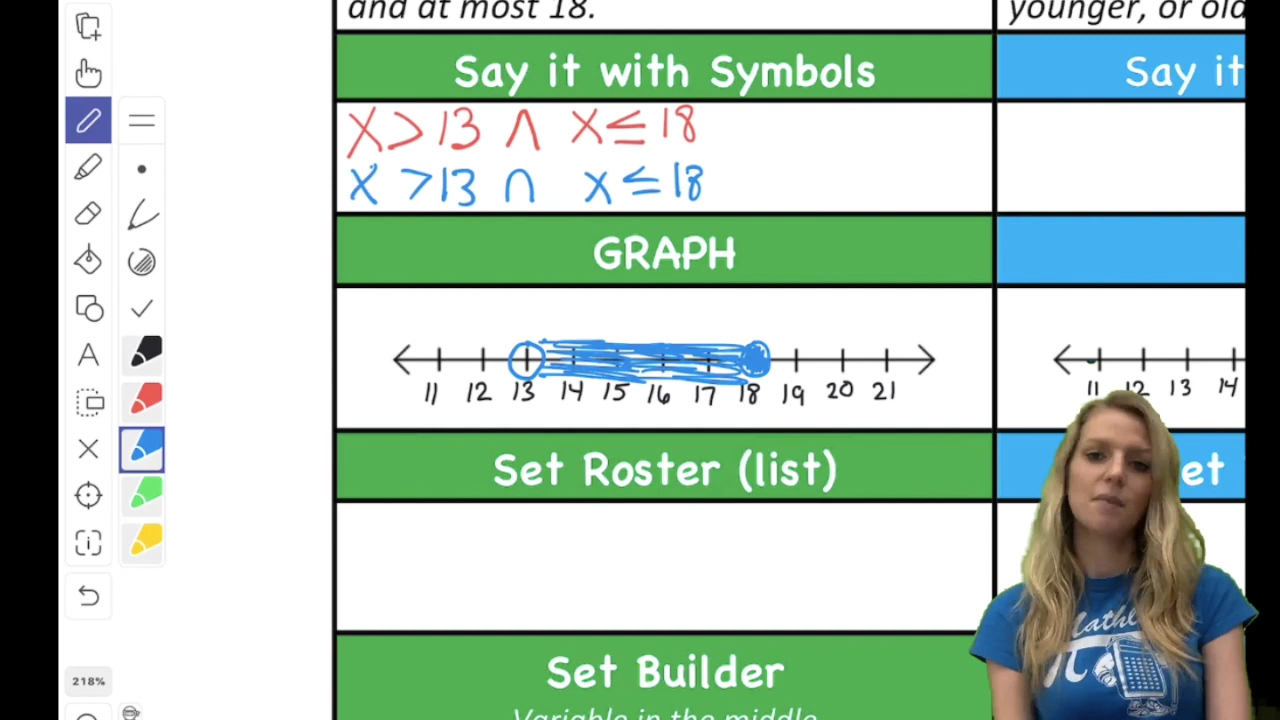 and at most 18.
younger, or old
Say it with Symbols
Say it
X > 13 ∧ X ≤ 18
X > 13 ∩ X ≤ 18
GRAPH
11 12 13 14 15 16 17 18 19 20 21
11 12 13 14
Set Roster (list)
et
Set Builder
Variable in the middle
A
218%
Mathl
π